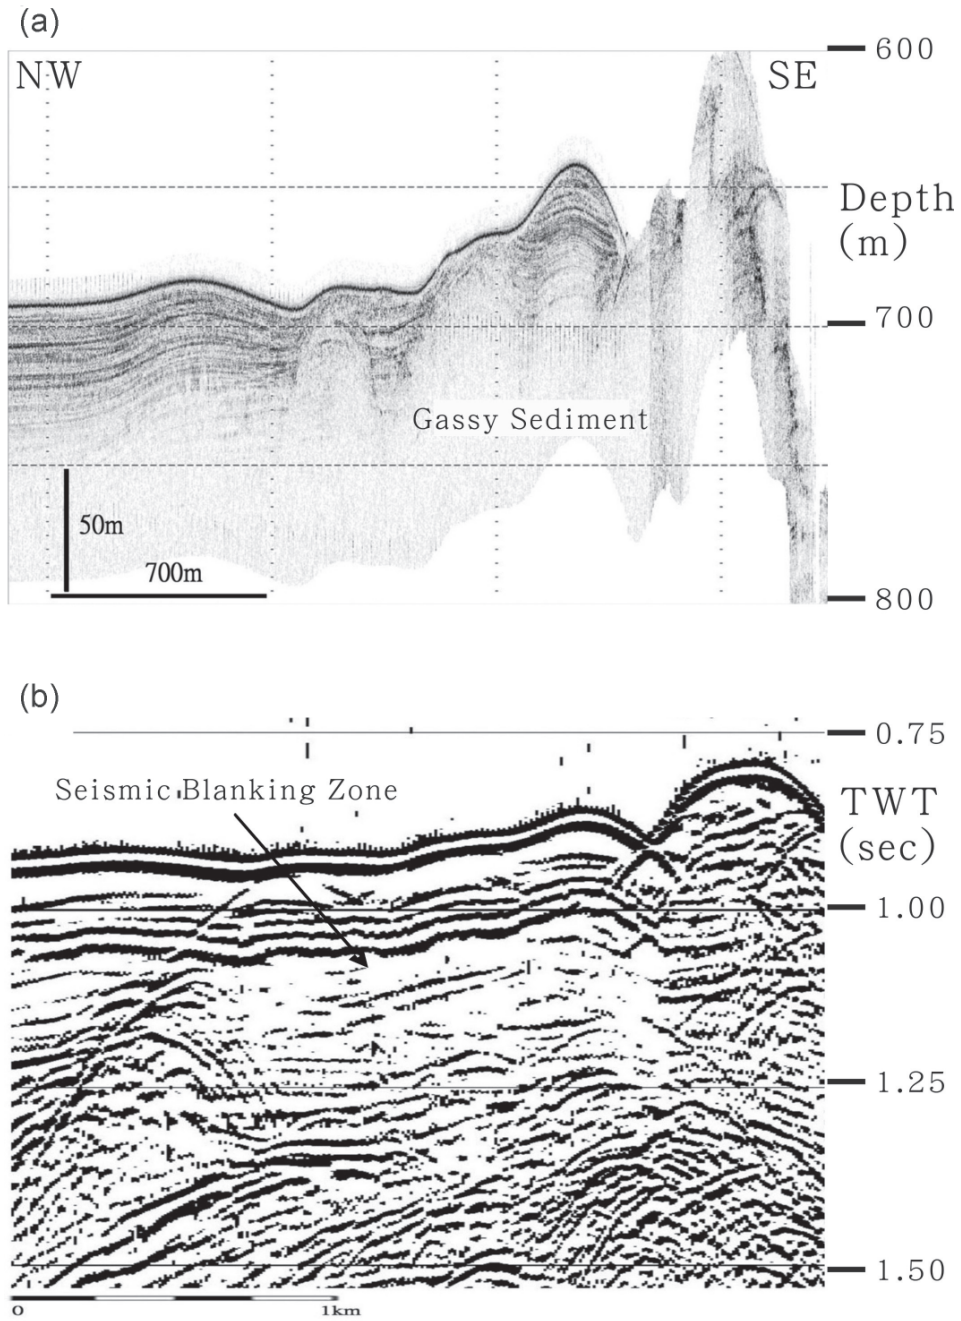 (a)
600
NW
SE
Depth
(m)
700
Gassy Sediment
50m
700m
800
(b)
0.75
Seismic Blanking Zone
TWT
(sec)
1.00
1.25
1.50
0
1km